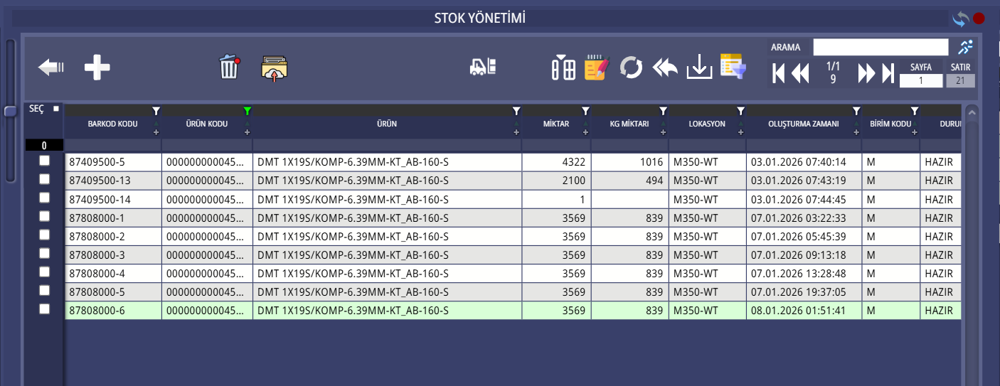 STOK YÖNETİMİ
ARAMA
1/1
9
SAYFA
SATIR
1
21
SEÇ
BARKOD KODU ÜRÜN KODU ÜRÜN MİKTAR KG MİKTARI LOKASYON OLUŞTURMA ZAMANI BİRİM KODU DURU
0
87409500-5 000000000045... DMT 1X19S/KOMP-6.39MM-KT_AB-160-S 4322 1016 M350-WT 03.01.2026 07:40:14 M HAZIR
87409500-13 000000000045... DMT 1X19S/KOMP-6.39MM-KT_AB-160-S 2100 494 M350-WT 03.01.2026 07:43:19 M HAZIR
87409500-14 000000000045... DMT 1X19S/KOMP-6.39MM-KT_AB-160-S 1 M350-WT 03.01.2026 07:44:45 M HAZIR
87808000-1 000000000045... DMT 1X19S/KOMP-6.39MM-KT_AB-160-S 3569 839 M350-WT 07.01.2026 03:22:33 M HAZIR
87808000-2 000000000045... DMT 1X19S/KOMP-6.39MM-KT_AB-160-S 3569 839 M350-WT 07.01.2026 05:45:39 M HAZIR
87808000-3 000000000045... DMT 1X19S/KOMP-6.39MM-KT_AB-160-S 3569 839 M350-WT 07.01.2026 09:13:18 M HAZIR
87808000-4 000000000045... DMT 1X19S/KOMP-6.39MM-KT_AB-160-S 3569 839 M350-WT 07.01.2026 13:28:48 M HAZIR
87808000-5 000000000045... DMT 1X19S/KOMP-6.39MM-KT_AB-160-S 3569 839 M350-WT 07.01.2026 19:37:05 M HAZIR
87808000-6 000000000045... DMT 1X19S/KOMP-6.39MM-KT_AB-160-S 3569 839 M350-WT 08.01.2026 01:51:41 M HAZIR